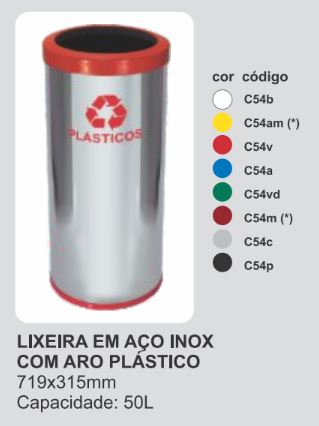 PLÁSTICOS
cor código
C54b
C54am (*)
C54v
C54a
C54vd
C54m (*)
C54c
C54p
LIXEIRA EM AÇO INOX
COM ARO PLÁSTICO
719x315mm
Capacidade: 50L